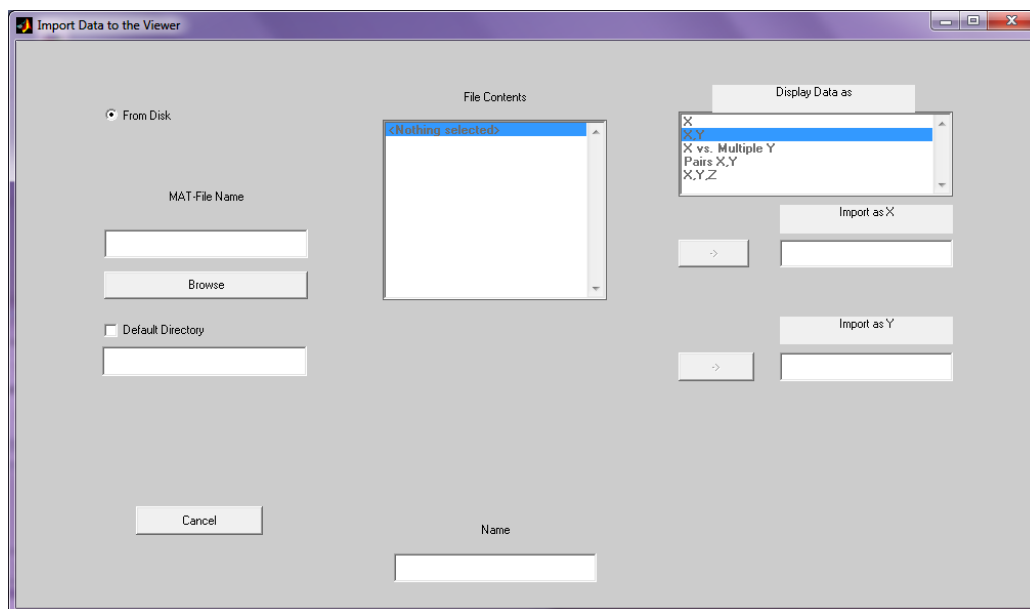 Import Data to the Viewer
From Disk
MAT-File Name
Browse
Default Directory
Cancel
File Contents
<Nothing selected>
Name
Display Data as
X
X,Y
X vs. Multiple Y
Pairs X,Y
X,Y,Z
Import as X
->
Import as Y
->